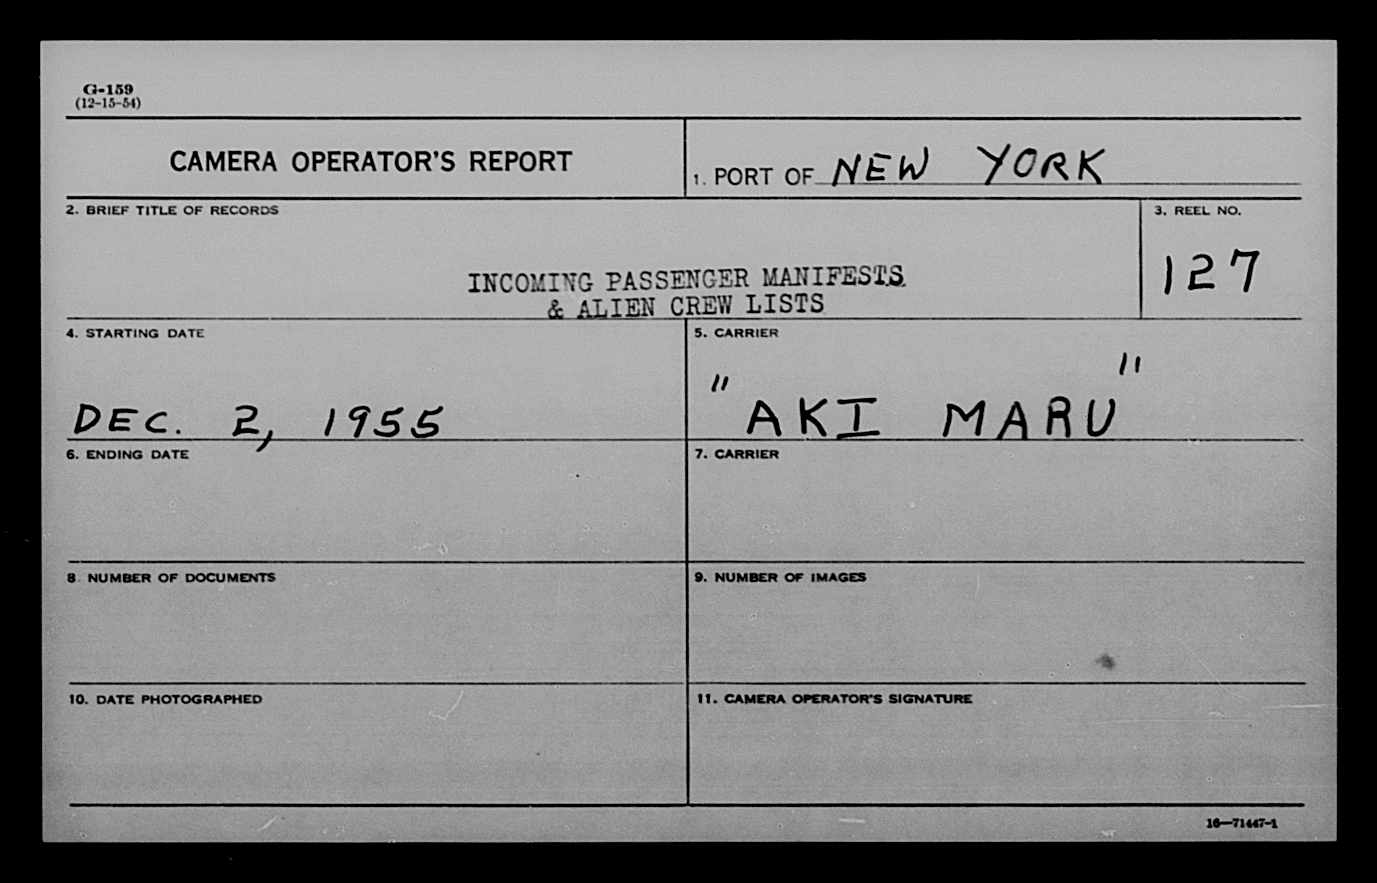 G-159
(12-15-54)
CAMERA OPERATOR'S REPORT
1. PORT OF NEW YORK
2. BRIEF TITLE OF RECORDS
INCOMING PASSENGER MANIFESTS
& ALIEN CREW LISTS
3. REEL NO.
127
4. STARTING DATE
DEC. 2, 1955
5. CARRIER
"AKI MARU"
6. ENDING DATE
7. CARRIER
8. NUMBER OF DOCUMENTS
9. NUMBER OF IMAGES
10. DATE PHOTOGRAPHED
11. CAMERA OPERATOR'S SIGNATURE
16—71447-1